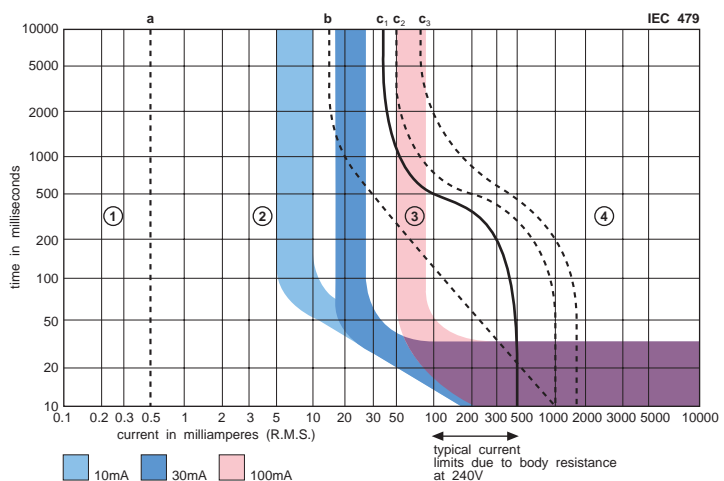 a b c1 c2 c3 IEC 479
10000
5000
2000
1000
500
200
100
50
20
10
time in milliseconds
1 2 3 4
0.1 0.2 0.3 0.5 1 2 3 5 10 20 30 50 100 200 300 500 1000 2000 3000 5000 10000
current in milliamperes (R.M.S.)
typical current
limits due to body resistance
at 240V
10mA 30mA 100mA